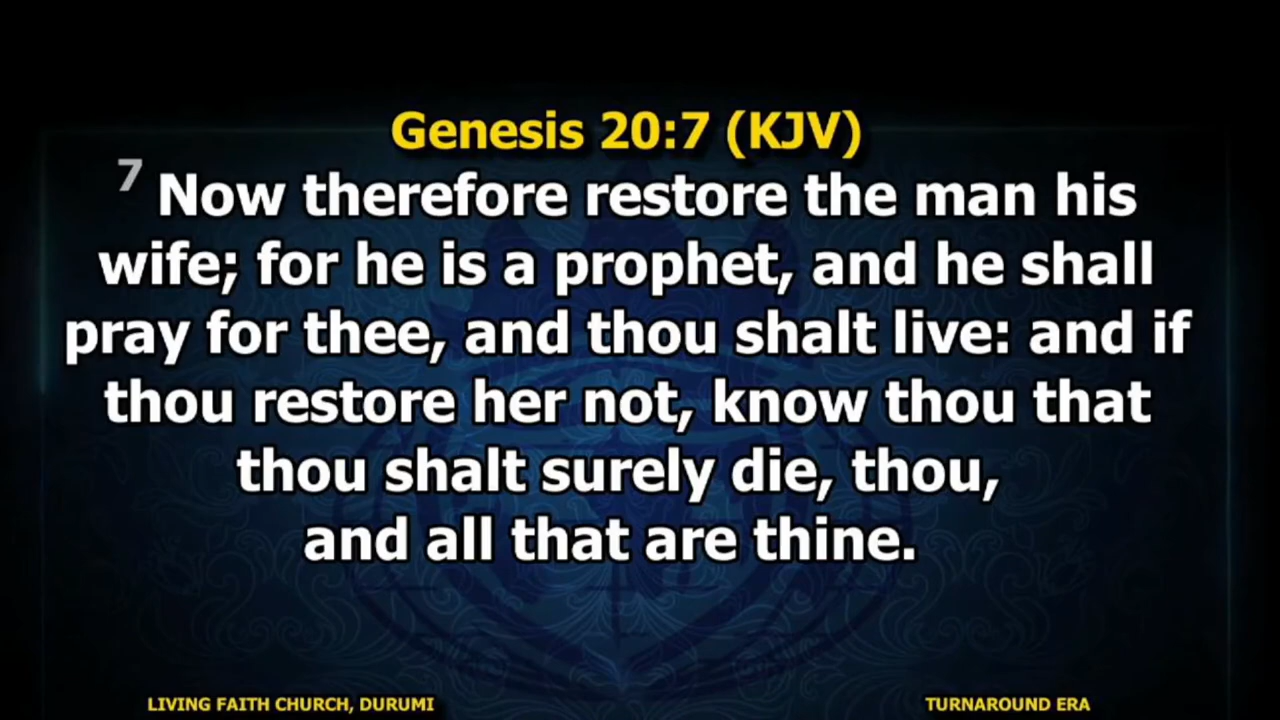 Genesis 20:7 (KJV)
7 Now therefore restore the man his
wife; for he is a prophet, and he shall
pray for thee, and thou shalt live: and if
thou restore her not, know thou that
thou shalt surely die, thou,
and all that are thine.
LIVING FAITH CHURCH, DURUMI
TURNAROUND ERA